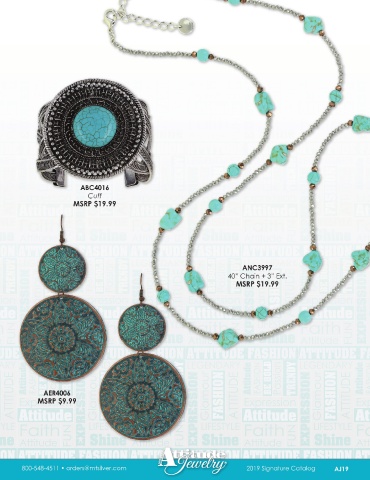 ABC4016
Cuff
MSRP $19.99
ANC3997
40" Chain + 3" Ext.
MSRP $19.99
AER4006
MSRP $9.99
800-548-4511 • orders@mtsilver.com
Attitude
Jewelry
2019 Signature Catalog
AJ19